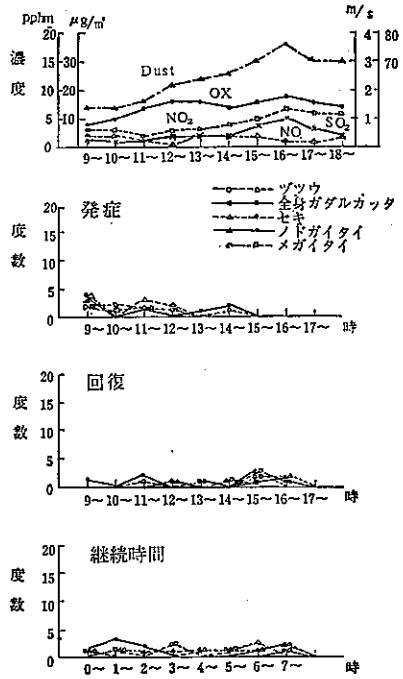 pphm μg/m³ m/s
20 4 80
15 30 3 70
10 2
5 10 1
0 0
濃度
Dust
OX
NO₂
NO
SO₂
9〜 10〜 11〜 12〜 13〜 14〜 15〜 16〜 17〜 18〜
ヅツウ
全身ガダルカッタ
セキ
ノドガイタイ
メガイタイ
発症
度数
20
15
10
5
0
9〜 10〜 11〜 12〜 13〜 14〜 15〜 16〜 17〜 時
回復
度数
20
15
10
5
0
9〜 10〜 11〜 12〜 13〜 14〜 15〜 16〜 17〜 時
継続時間
度数
20
15
10
5
0
0〜 1〜 2〜 3〜 4〜 5〜 6〜 7〜 時